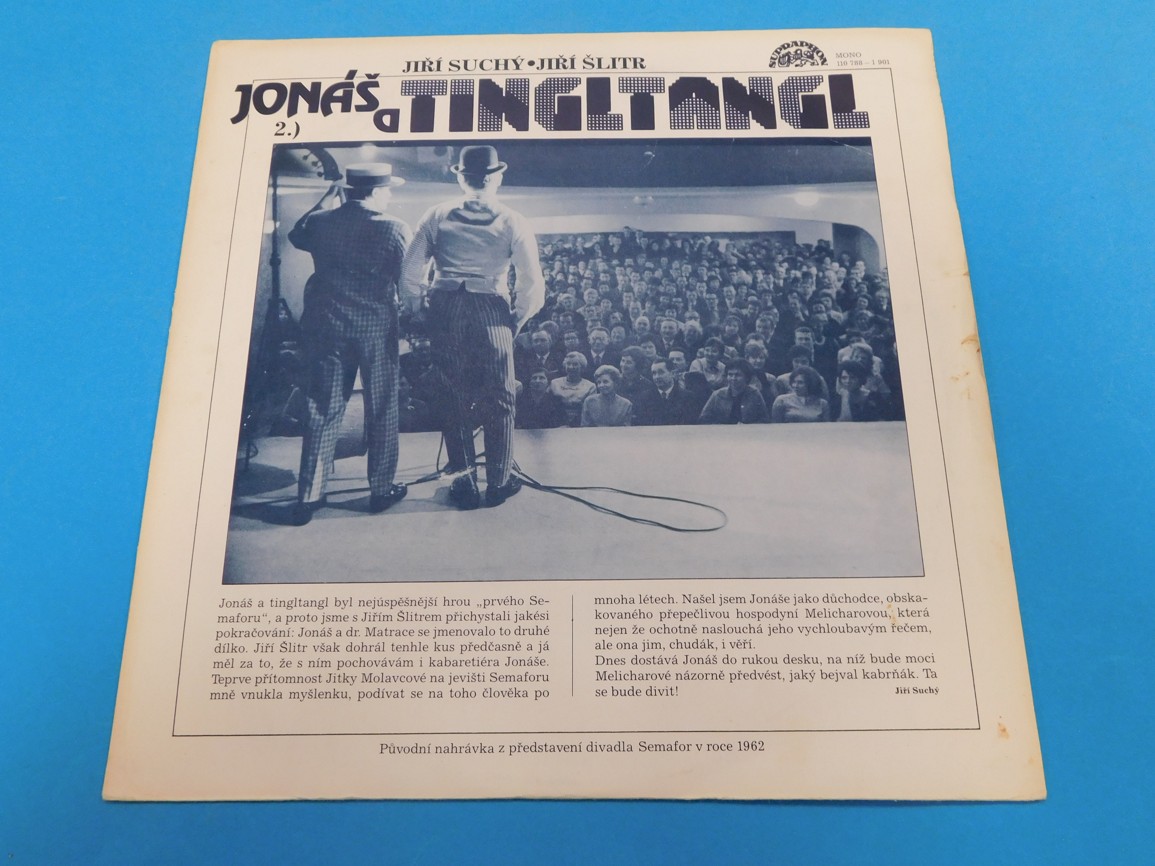 JIŘÍ SUCHÝ•JIŘÍ ŠLITR
SUPRAPHON
MONO
110 788 – 1 901
JONÁŠ a TINGLTANGL
2.)
Jonáš a tingltangl byl nejúspěšnější hrou „prvého Se-
maforu“, a proto jsme s Jiřím Šlitrem přichystali jakési
pokračování: Jonáš a dr. Matrace se jmenovalo to druhé
dílko. Jiří Šlitr však dohrál tenhle kus předčasně a já
měl za to, že s ním pochovávám i kabaretiéra Jonáše.
Teprve přítomnost Jitky Molavcové na jevišti Semaforu
mně vnukla myšlenku, podívat se na toho člověka po
mnoha létech. Našel jsem Jonáše jako důchodce, obska-
kovaného přepečlivou hospodyní Melicharovou, která
nejen že ochotně naslouchá jeho vychloubavým řečem,
ale ona jim, chudák, i věří.
Dnes dostává Jonáš do rukou desku, na níž bude moci
Melicharové názorně předvést, jaký bejval kabrňák. Ta
se bude divit!
Jiří Suchý
Původní nahrávka z představení divadla Semafor v roce 1962